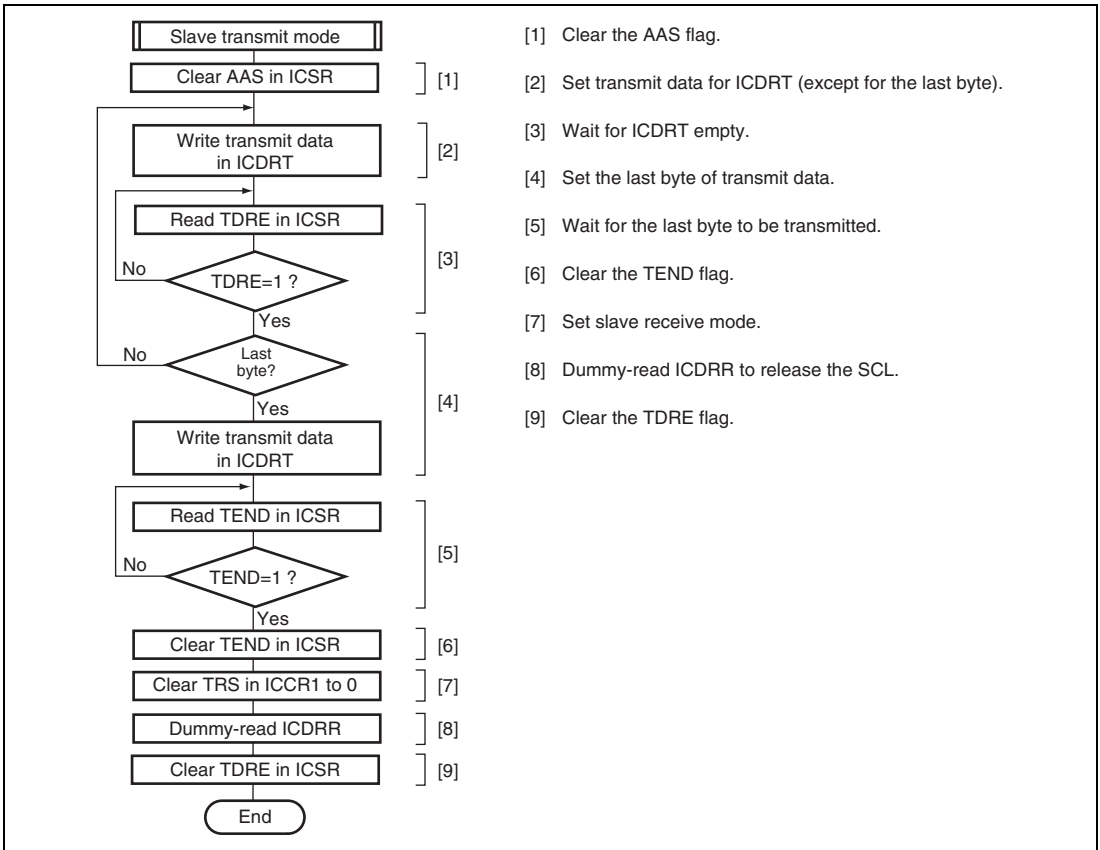 Slave transmit mode
Clear AAS in ICSR
[1]
Write transmit data
in ICDRT
[2]
Read TDRE in ICSR
No
TDRE=1 ?
[3]
Yes
No
Last
byte?
Yes
[4]
Write transmit data
in ICDRT
Read TEND in ICSR
No
TEND=1 ?
[5]
Yes
Clear TEND in ICSR
[6]
Clear TRS in ICCR1 to 0
[7]
Dummy-read ICDRR
[8]
Clear TDRE in ICSR
[9]
End
[1] Clear the AAS flag.
[2] Set transmit data for ICDRT (except for the last byte).
[3] Wait for ICDRT empty.
[4] Set the last byte of transmit data.
[5] Wait for the last byte to be transmitted.
[6] Clear the TEND flag.
[7] Set slave receive mode.
[8] Dummy-read ICDRR to release the SCL.
[9] Clear the TDRE flag.